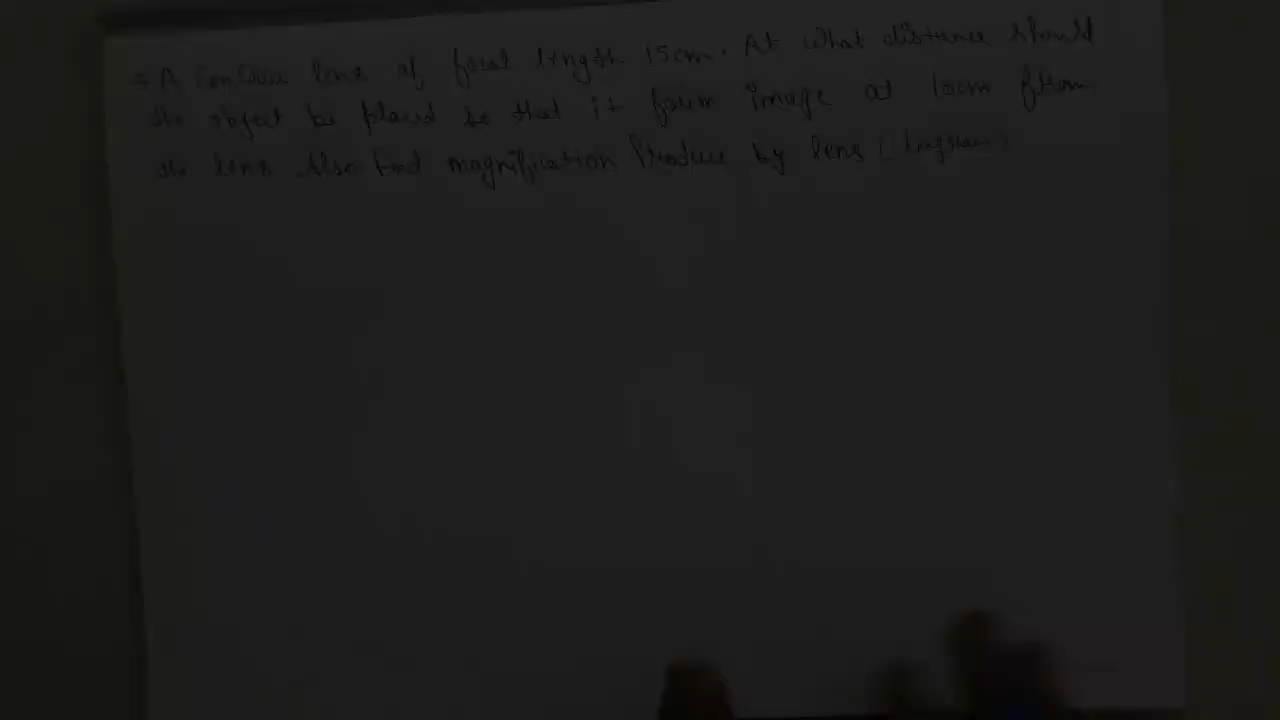 A Concave lens of focal length 15cm. At what distance should
the object be placed so that it form image at 10cm from
the lens. Also find magnification Produce by lens (diagram)